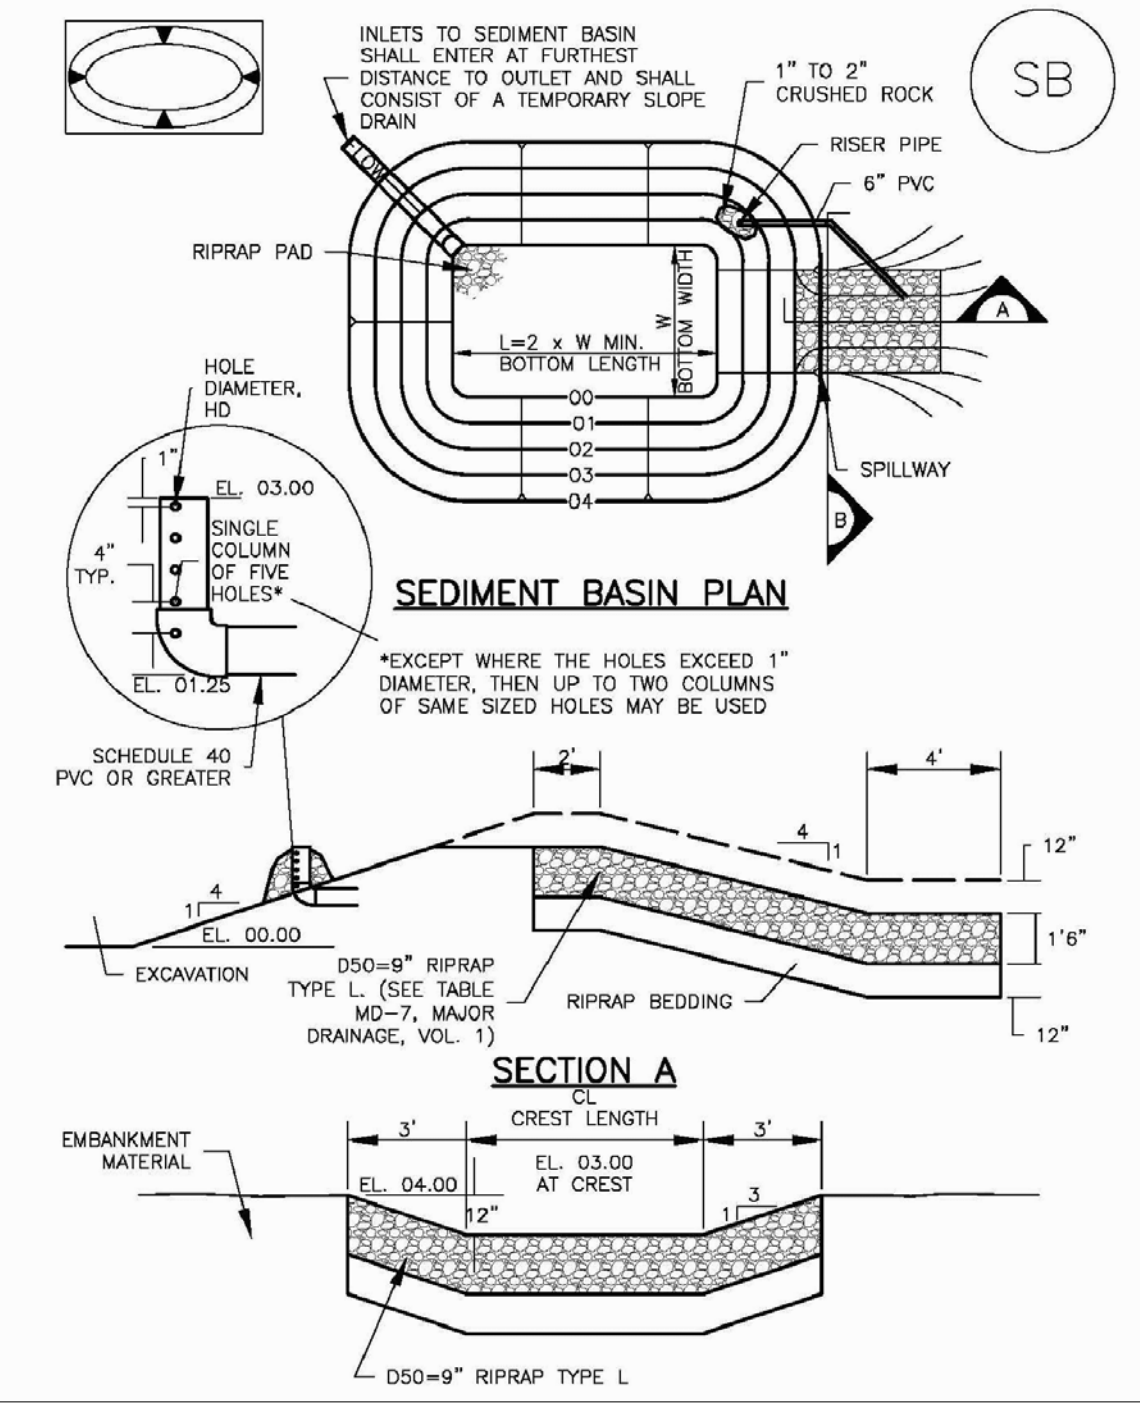 INLETS TO SEDIMENT BASIN
SHALL ENTER AT FURTHEST
DISTANCE TO OUTLET AND SHALL
CONSIST OF A TEMPORARY SLOPE
DRAIN
1" TO 2"
CRUSHED ROCK
SB
FLOW
RISER PIPE
6" PVC
RIPRAP PAD
W
BOTTOM WIDTH
A
L=2 x W MIN.
BOTTOM LENGTH
00
01
02
03
04
SPILLWAY
B
HOLE
DIAMETER,
HD
1"
EL. 03.00
4"
TYP.
SINGLE
COLUMN
OF FIVE
HOLES*
EL. 01.25
SEDIMENT BASIN PLAN
*EXCEPT WHERE THE HOLES EXCEED 1"
DIAMETER, THEN UP TO TWO COLUMNS
OF SAME SIZED HOLES MAY BE USED
SCHEDULE 40
PVC OR GREATER
2'
4'
4
1
12"
4
1
EL. 00.00
1'6"
EXCAVATION
D50=9" RIPRAP
TYPE L. (SEE TABLE
MD-7, MAJOR
DRAINAGE, VOL. 1)
RIPRAP BEDDING
12"
SECTION A
CL
CREST LENGTH
EMBANKMENT
MATERIAL
3'
3'
EL. 04.00
EL. 03.00
AT CREST
12"
3
1
D50=9" RIPRAP TYPE L